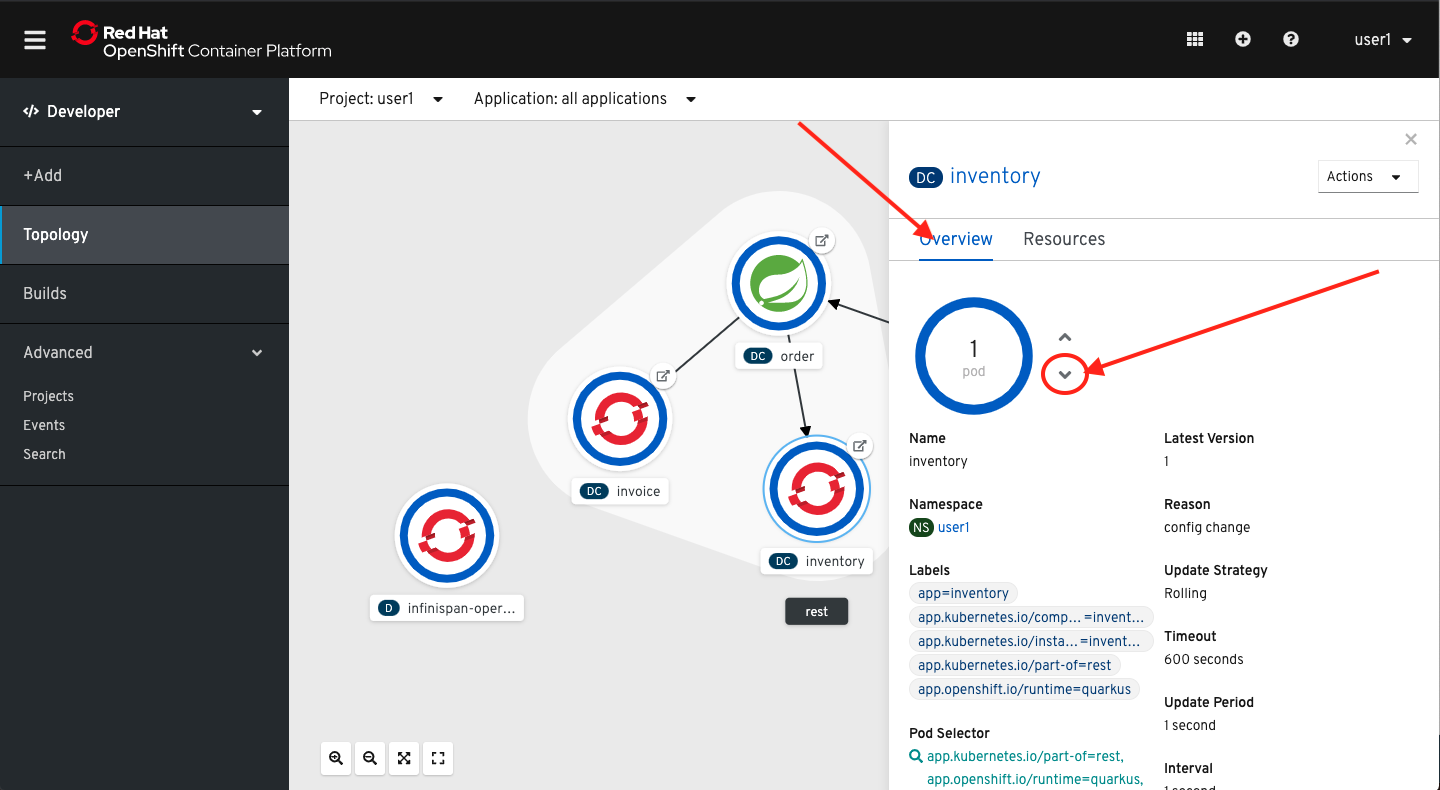 Red Hat
OpenShift Container Platform
user1
Developer
+Add
Topology
Builds
Advanced
Projects
Events
Search
Project: user1
Application: all applications
DC order
DC invoice
DC inventory
D infinispan-oper...
rest
DC inventory
Actions
Overview
Resources
1
pod
Name
inventory
Namespace
NS user1
Labels
app=inventory
app.kubernetes.io/comp... =invent...
app.kubernetes.io/insta... =invent...
app.kubernetes.io/part-of=rest
app.openshift.io/runtime=quarkus
Pod Selector
app.kubernetes.io/part-of=rest,
app.openshift.io/runtime=quarkus,
Latest Version
1
Reason
config change
Update Strategy
Rolling
Timeout
600 seconds
Update Period
1 second
Interval
1 second